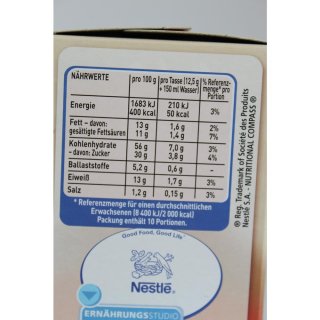 NÄHRWERTE pro 100 g pro Tasse (12,5 g + 150 ml Wasser) % Referenz-menge* pro Portion
Energie 1683 kJ 210 kJ
400 kcal 50 kcal 3%
Fett – davon: 13 g 1,6 g 2%
gesättigte Fettsäuren 11 g 1,4 g 7%
Kohlenhydrate 56 g 7,0 g 3%
– davon: Zucker 30 g 3,8 g 4%
Ballaststoffe 5,2 g 0,6 g -
Eiweiß 13 g 1,7 g 3%
Salz 1,2 g 0,15 g 3%
* Referenzmenge für einen durchschnittlichen
Erwachsenen (8 400 kJ/2 000 kcal)
Packung enthält 10 Portionen.
® Reg. Trademark of Société des Produits
Nestlé S.A. - NUTRITIONAL COMPASS ®
Good Food, Good Life
Nestlé
ERNÄHRUNGSSTUDIO